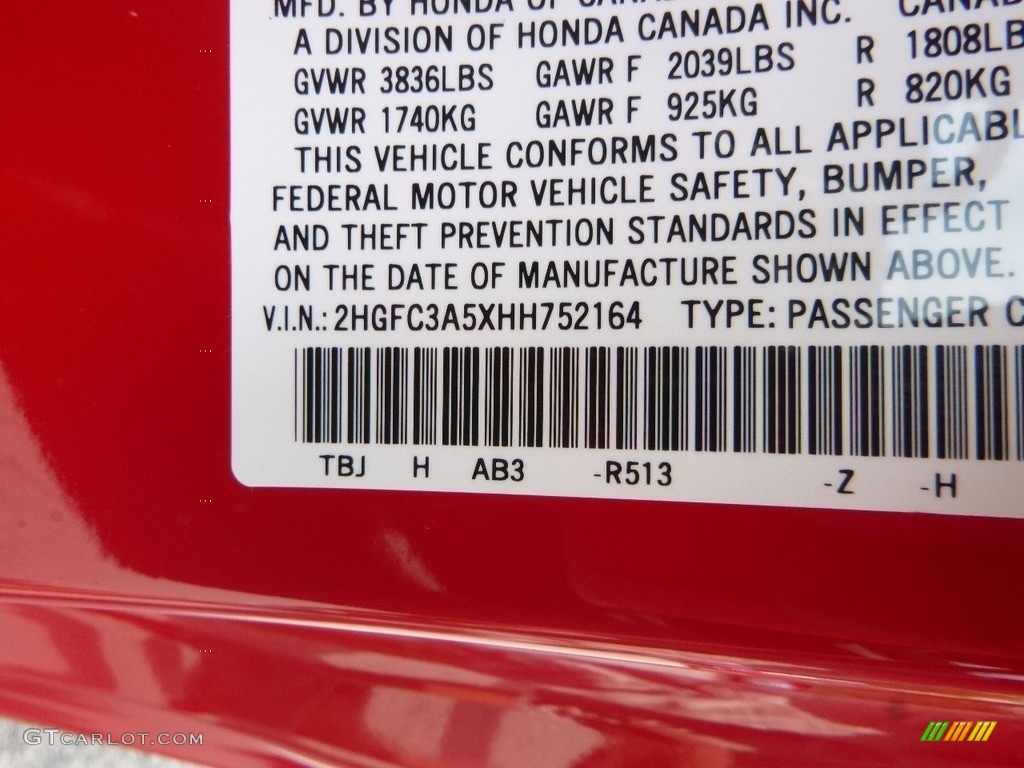 MFD. BY HONDA OF CANADA
A DIVISION OF HONDA CANADA INC. CANAD
GVWR 3836LBS GAWR F 2039LBS R 1808LB
GVWR 1740KG GAWR F 925KG R 820KG
THIS VEHICLE CONFORMS TO ALL APPLICABL
FEDERAL MOTOR VEHICLE SAFETY, BUMPER,
AND THEFT PREVENTION STANDARDS IN EFFECT
ON THE DATE OF MANUFACTURE SHOWN ABOVE.
V.I.N.: 2HGFC3A5XHH752164 TYPE: PASSENGER C
TBJ H AB3 -R513 -Z -H
GTCARLOT.COM